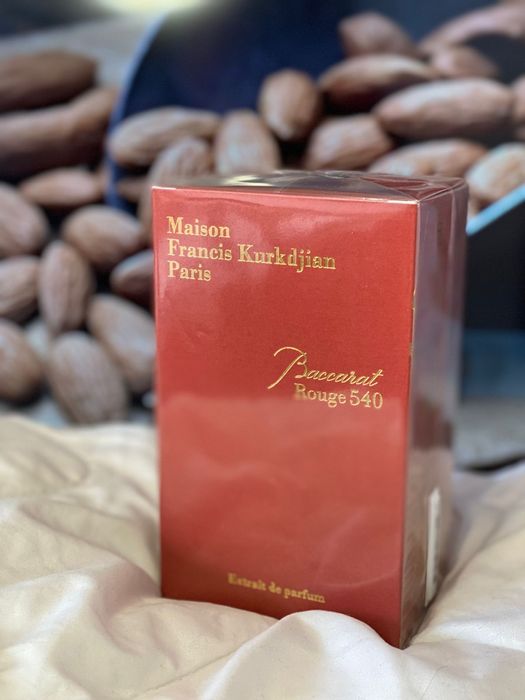 Maison
Francis Kurkdjian
Paris
Baccarat
Rouge 540
Extrait de parfum